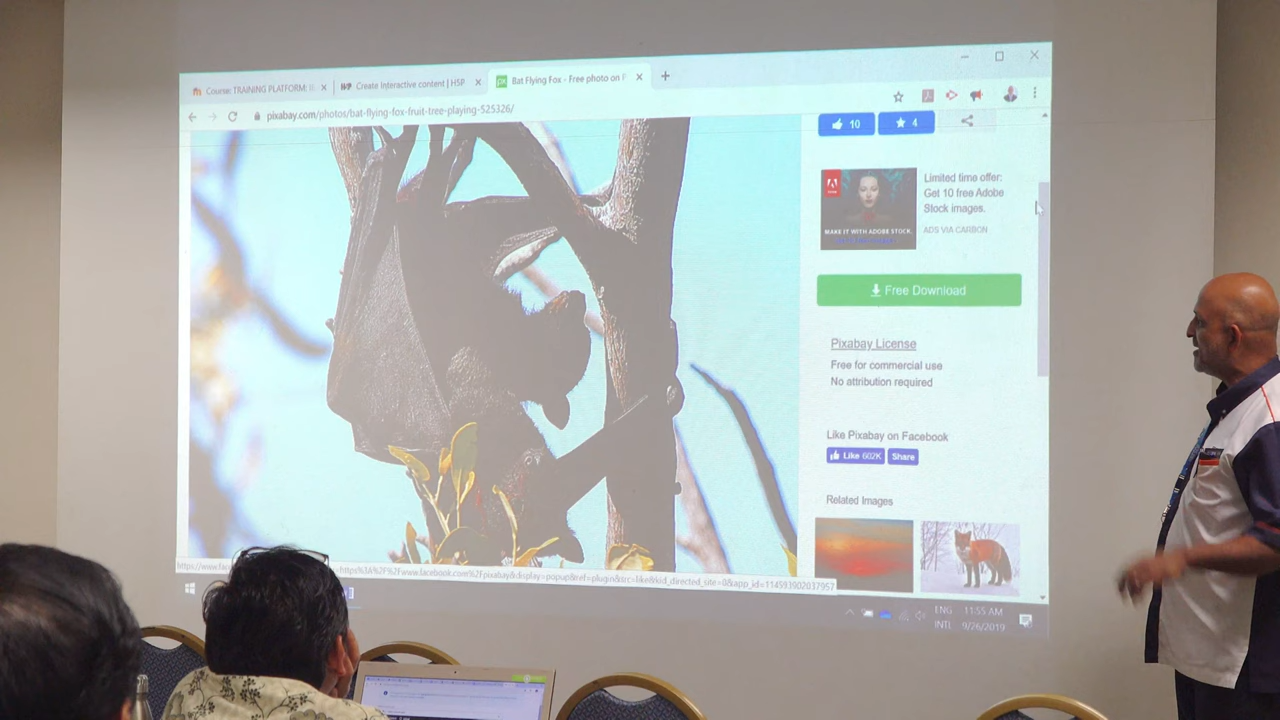 Course: TRAINING PLATFORM:
Create Interactive content | H5P
Bat Flying Fox - Free photo on
pixabay.com/photos/bat-flying-fox-fruit-tree-playing-525326/
10
4
Limited time offer:
Get 10 free Adobe
Stock images.
MAKE IT WITH ADOBE STOCK.
ADS VIA CARBON
Free Download
Pixabay License
Free for commercial use
No attribution required
Like Pixabay on Facebook
Like 602K Share
Related Images
ENG 11:55 AM
INTL 9/26/2019